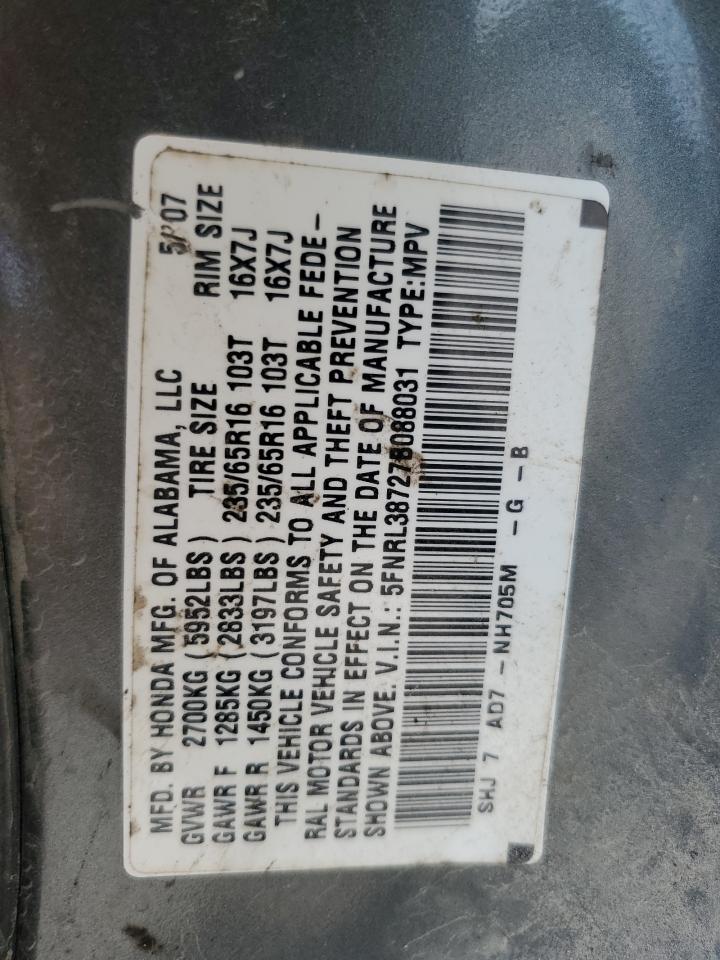 MFD. BY HONDA MFG. OF ALABAMA, LLC 5/07
GVWR 2700KG (5952LBS) TIRE SIZE RIM SIZE
GAWR F 1285KG (2833LBS) 235/65R16 103T 16X7J
GAWR R 1450KG (3197LBS) 235/65R16 103T 16X7J
THIS VEHICLE CONFORMS TO ALL APPLICABLE FEDE-
RAL MOTOR VEHICLE SAFETY AND THEFT PREVENTION
STANDARDS IN EFFECT ON THE DATE OF MANUFACTURE
SHOWN ABOVE. V.I.N.: 5FNRL38727B088031 TYPE:MPV
SHJ 7 AD7 -NH705M -G -B